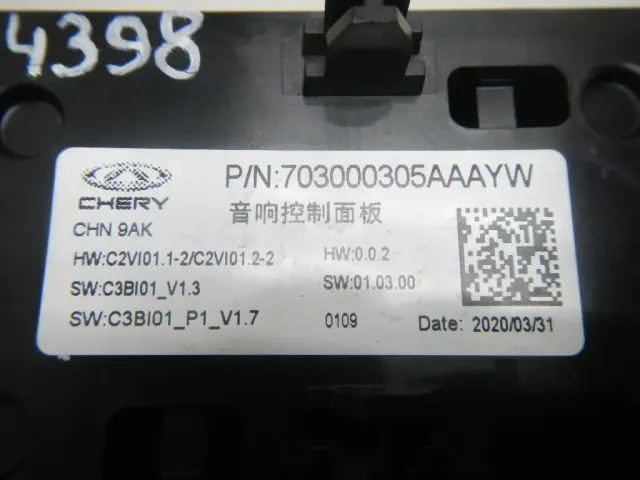 4398
P/N:703000305AAAYW
CHERY
音响控制面板
CHN 9AK
HW:C2VI01.1-2/C2VI01.2-2
HW:0.0.2
SW:C3BI01_V1.3
SW:01.03.00
SW:C3BI01_P1_V1.7
0109
Date: 2020/03/31